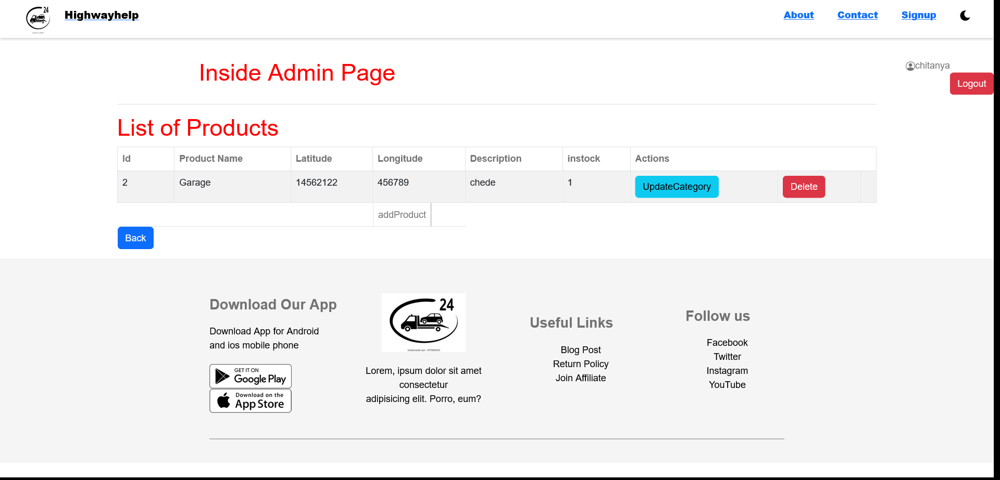 24
Highwayhelp
About Contact Signup
Inside Admin Page
chitanya
Logout
List of Products
Id Product Name Latitude Longitude Description instock Actions
2 Garage 14562122 456789 chede 1 UpdateCategory Delete
addProduct
Back
Download Our App
Download App for Android
and ios mobile phone
GET IT ON
Google Play
Download on the
App Store
24
shutterstock.com · 1973504195
Lorem, ipsum dolor sit amet
consectetur
adipisicing elit. Porro, eum?
Useful Links
Blog Post
Return Policy
Join Affiliate
Follow us
Facebook
Twitter
Instagram
YouTube